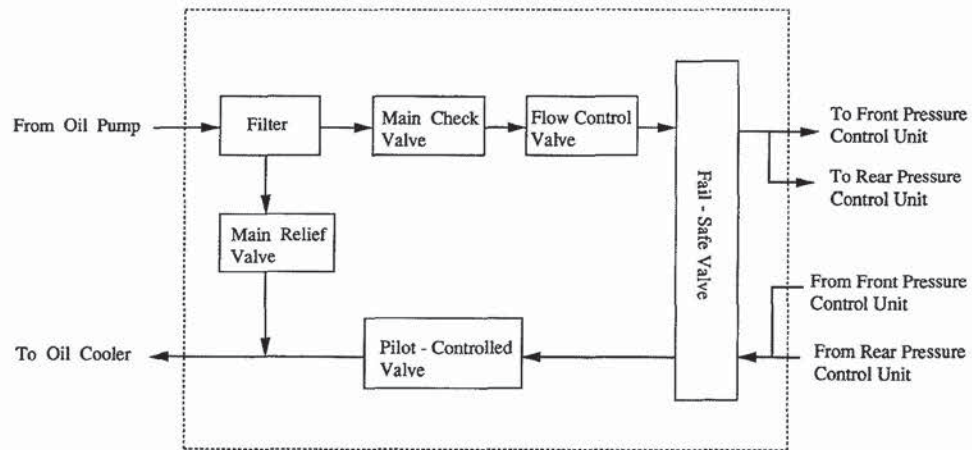 From Oil Pump
Filter
Main Check
Valve
Flow Control
Valve
Fail - Safe Valve
To Front Pressure
Control Unit
To Rear Pressure
Control Unit
Main Relief
Valve
From Front Pressure
Control Unit
To Oil Cooler
Pilot - Controlled
Valve
From Rear Pressure
Control Unit